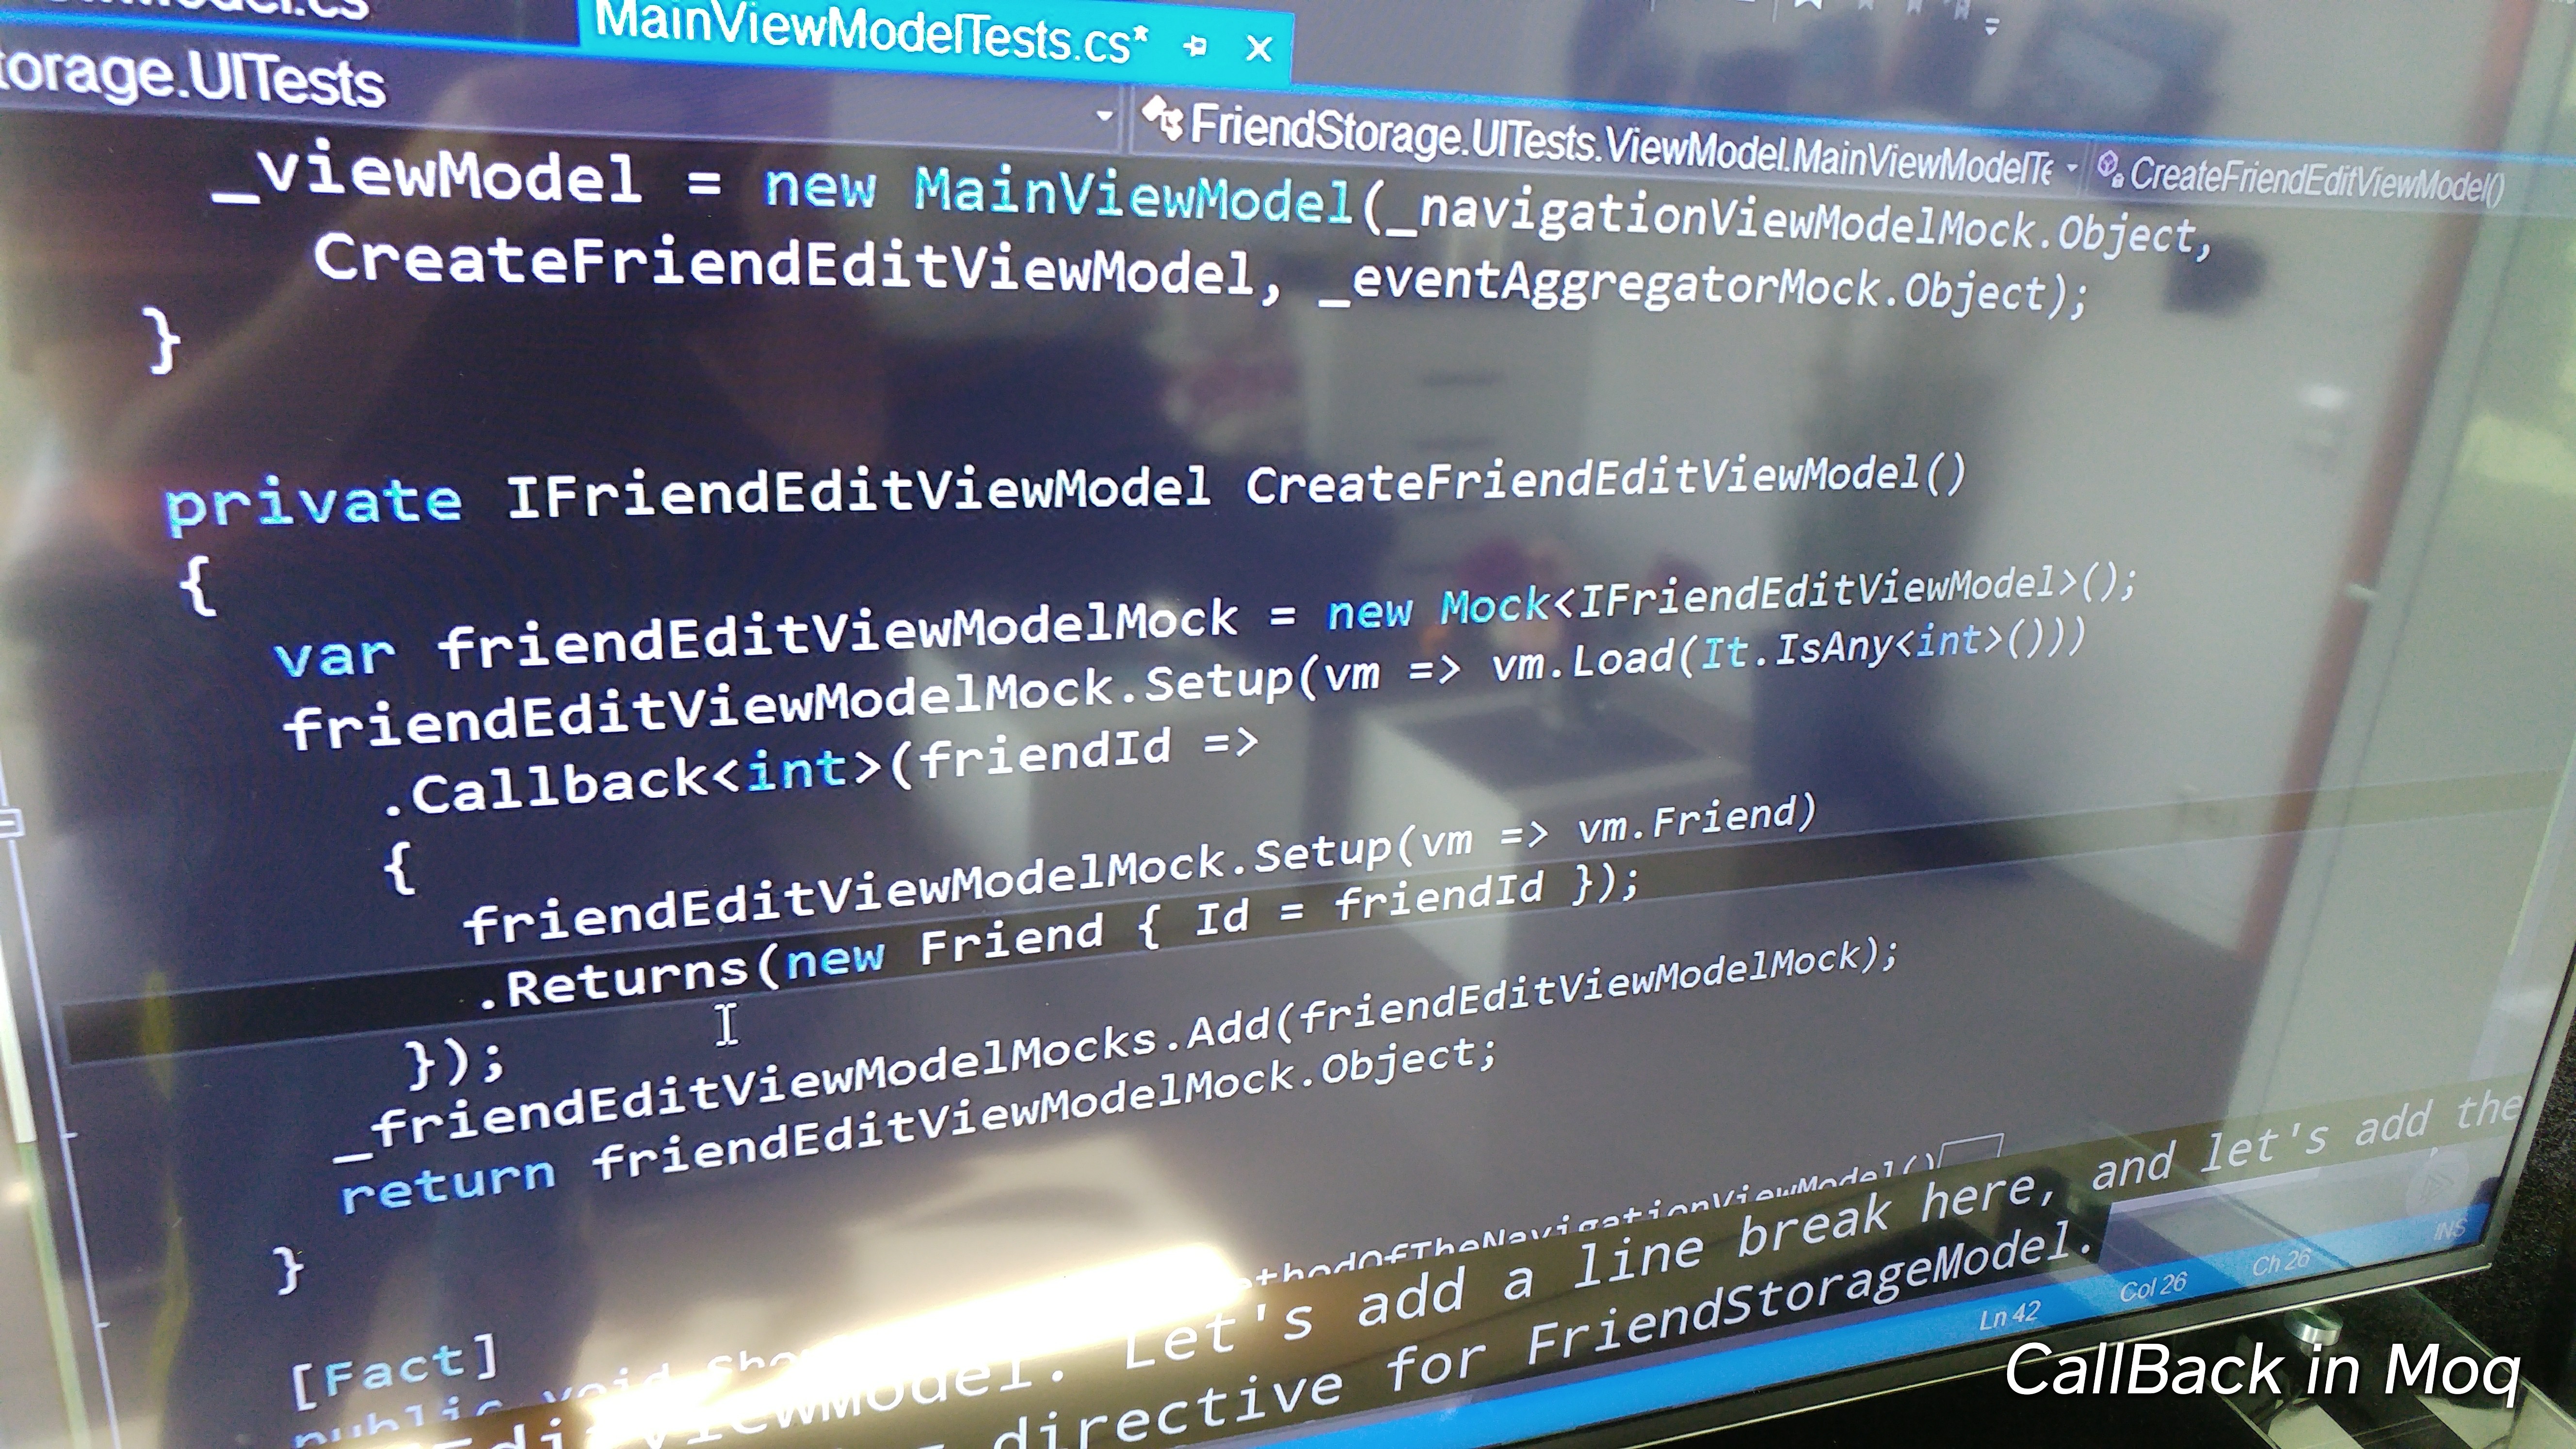 MainViewModelTests.cs*
.UITests
FriendStorage.UITests.ViewModel.MainViewModelTe
CreateFriendEditViewModel()
_viewModel = new MainViewModel(_navigationViewModelMock.Object,
CreateFriendEditViewModel, _eventAggregatorMock.Object);
}
private IFriendEditViewModel CreateFriendEditViewModel()
{
var friendEditViewModelMock = new Mock<IFriendEditViewModel>();
friendEditViewModelMock.Setup(vm => vm.Load(It.IsAny<int>()))
.Callback<int>(friendId =>
{
friendEditViewModelMock.Setup(vm => vm.Friend)
.Returns(new Friend { Id = friendId });
});
_friendEditViewModelMocks.Add(friendEditViewModelMock);
return friendEditViewModelMock.Object;
}
[Fact]
public void
ethodOfTheNavigationViewModel()
Let's add a line break here, and let's add the
directive for FriendStorageModel.
Ln 42
Col 26
Ch 26
INS
CallBack in Moq